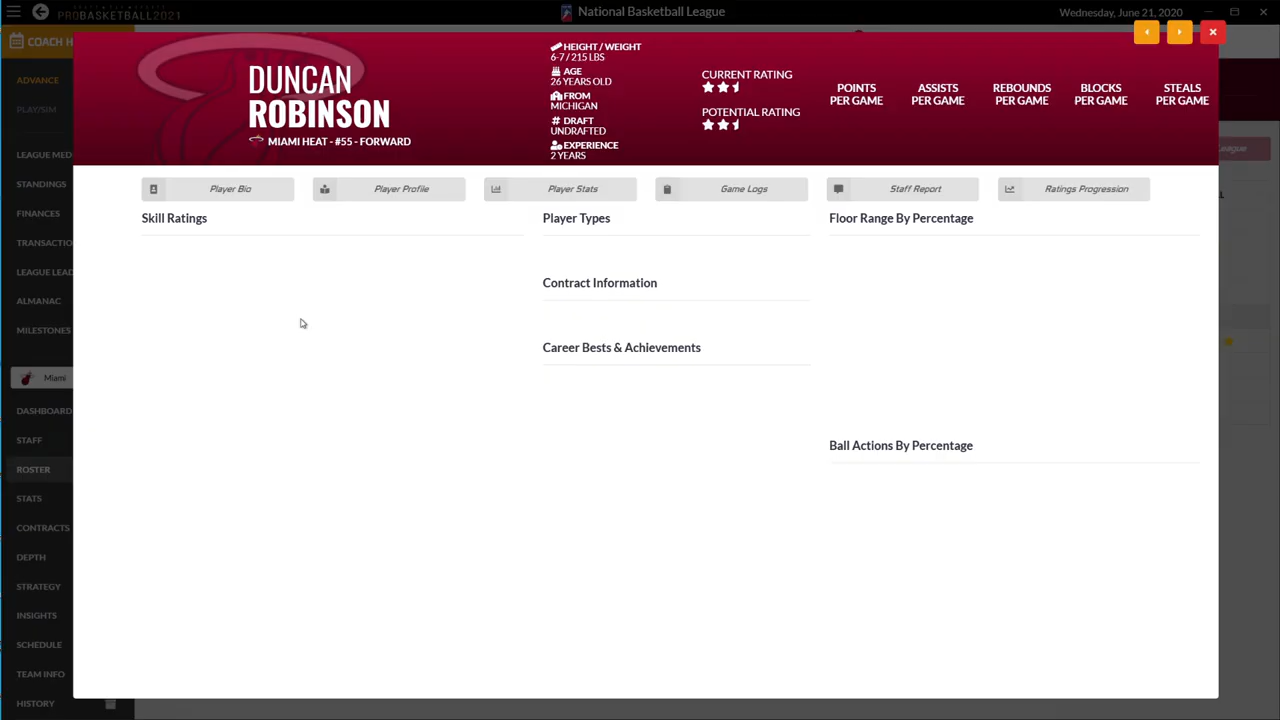 PROBASKETBALL2021
National Basketball League
Wednesday, June 21, 2020
COACH H
ADVANCE
PLAY/SIM
LEAGUE MED
STANDINGS
FINANCES
TRANSACTIO
LEAGUE LEAD
ALMANAC
MILESTONES
Miami
DASHBOARD
STAFF
ROSTER
STATS
CONTRACTS
DEPTH
STRATEGY
INSIGHTS
SCHEDULE
TEAM INFO
HISTORY
DUNCAN
ROBINSON
MIAMI HEAT - #55 - FORWARD
HEIGHT / WEIGHT
6-7 / 215 LBS
AGE
26 YEARS OLD
FROM
MICHIGAN
# DRAFT
UNDRAFTED
EXPERIENCE
2 YEARS
CURRENT RATING
POTENTIAL RATING
POINTS
PER GAME
ASSISTS
PER GAME
REBOUNDS
PER GAME
BLOCKS
PER GAME
STEALS
PER GAME
Player Bio
Player Profile
Player Stats
Game Logs
Staff Report
Ratings Progression
Skill Ratings
Player Types
Contract Information
Career Bests & Achievements
Floor Range By Percentage
Ball Actions By Percentage
League
L